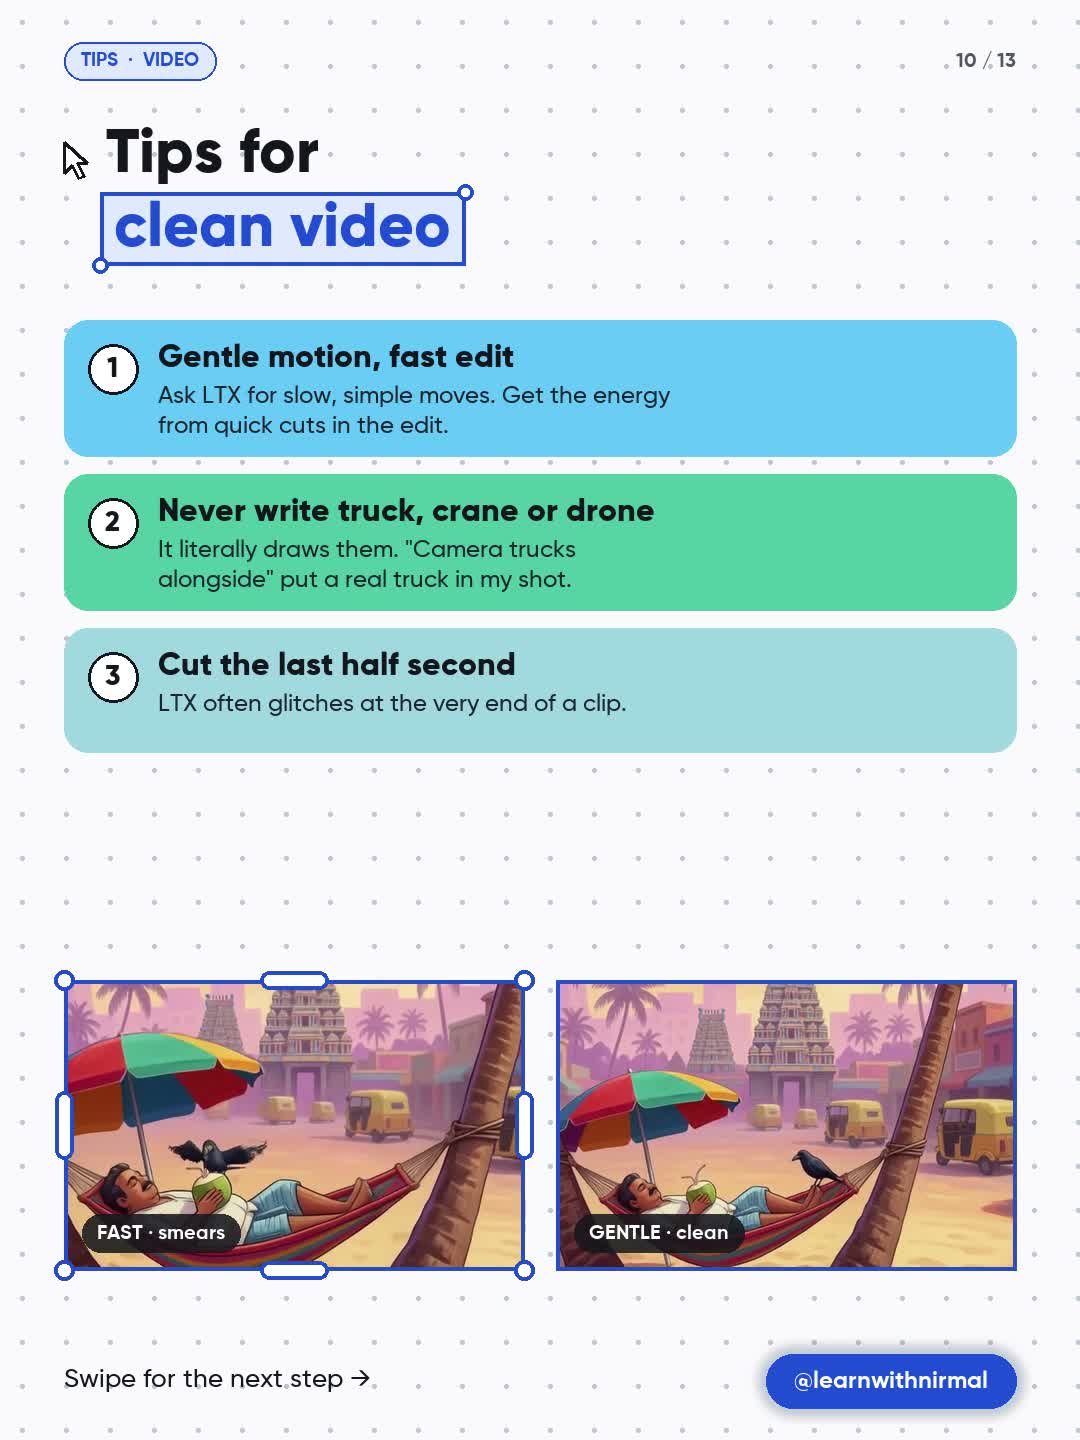 TIPS · VIDEO
10 / 13
Tips for
clean video
1
Gentle motion, fast edit
Ask LTX for slow, simple moves. Get the energy
from quick cuts in the edit.
2
Never write truck, crane or drone
It literally draws them. "Camera trucks
alongside" put a real truck in my shot.
3
Cut the last half second
LTX often glitches at the very end of a clip.
FAST · smears
GENTLE · clean
Swipe for the next step →
@learnwithnirmal